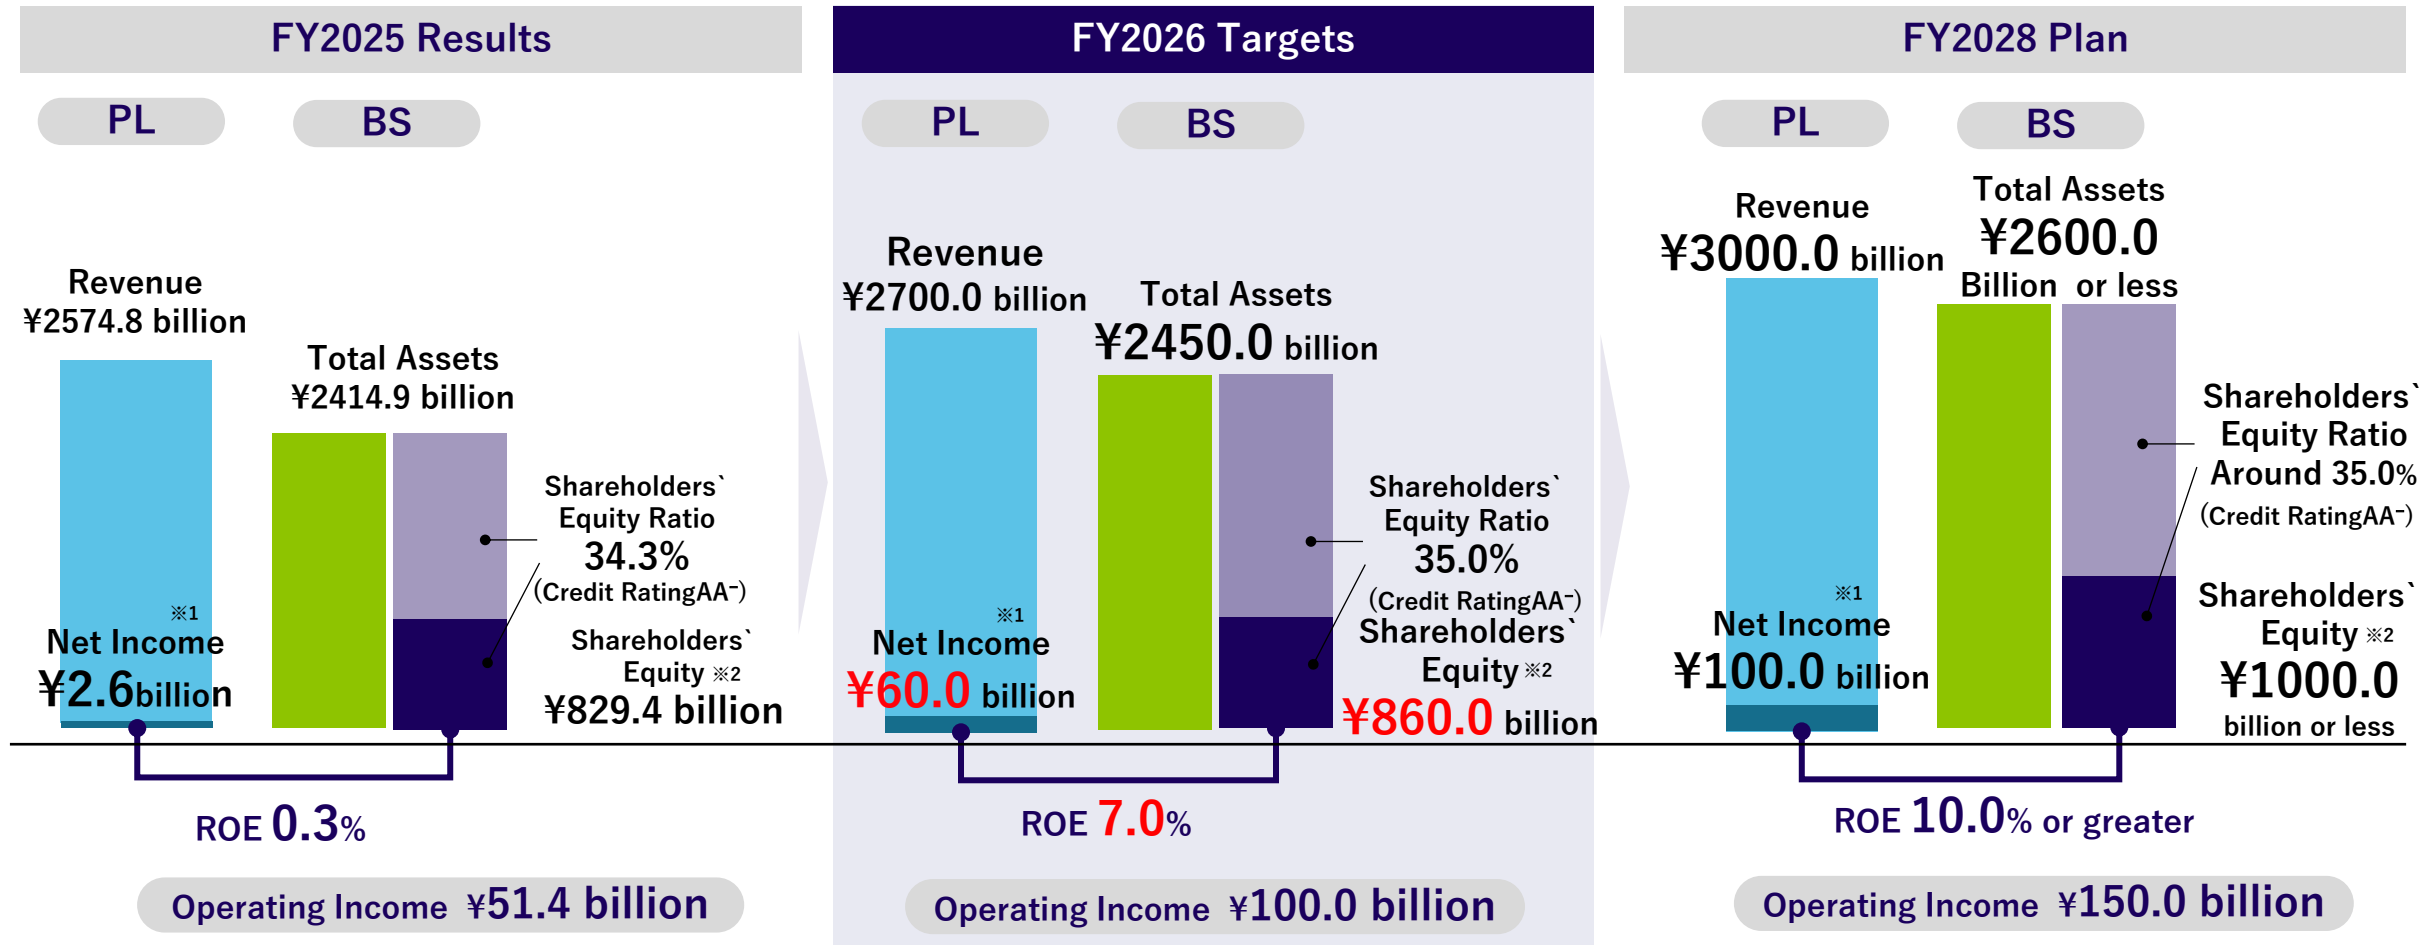 FY2025 Results
PL
BS
Revenue
¥2574.8 billion
Total Assets
¥2414.9 billion
Shareholders`
Equity Ratio
34.3%
(Credit RatingAA⁻)
※1
Net Income
¥2.6billion
Shareholders`
Equity ※2
¥829.4 billion
ROE 0.3%
Operating Income ¥51.4 billion
FY2026 Targets
PL
BS
Revenue
¥2700.0 billion
Total Assets
¥2450.0 billion
Shareholders`
Equity Ratio
35.0%
(Credit RatingAA⁻)
※1
Net Income
¥60.0 billion
Shareholders`
Equity ※2
¥860.0 billion
ROE 7.0%
Operating Income ¥100.0 billion
FY2028 Plan
PL
BS
Revenue
¥3000.0 billion
Total Assets
¥2600.0
Billion or less
Shareholders`
Equity Ratio
Around 35.0%
(Credit RatingAA⁻)
※1
Net Income
¥100.0 billion
Shareholders`
Equity ※2
¥1000.0
billion or less
ROE 10.0% or greater
Operating Income ¥150.0 billion